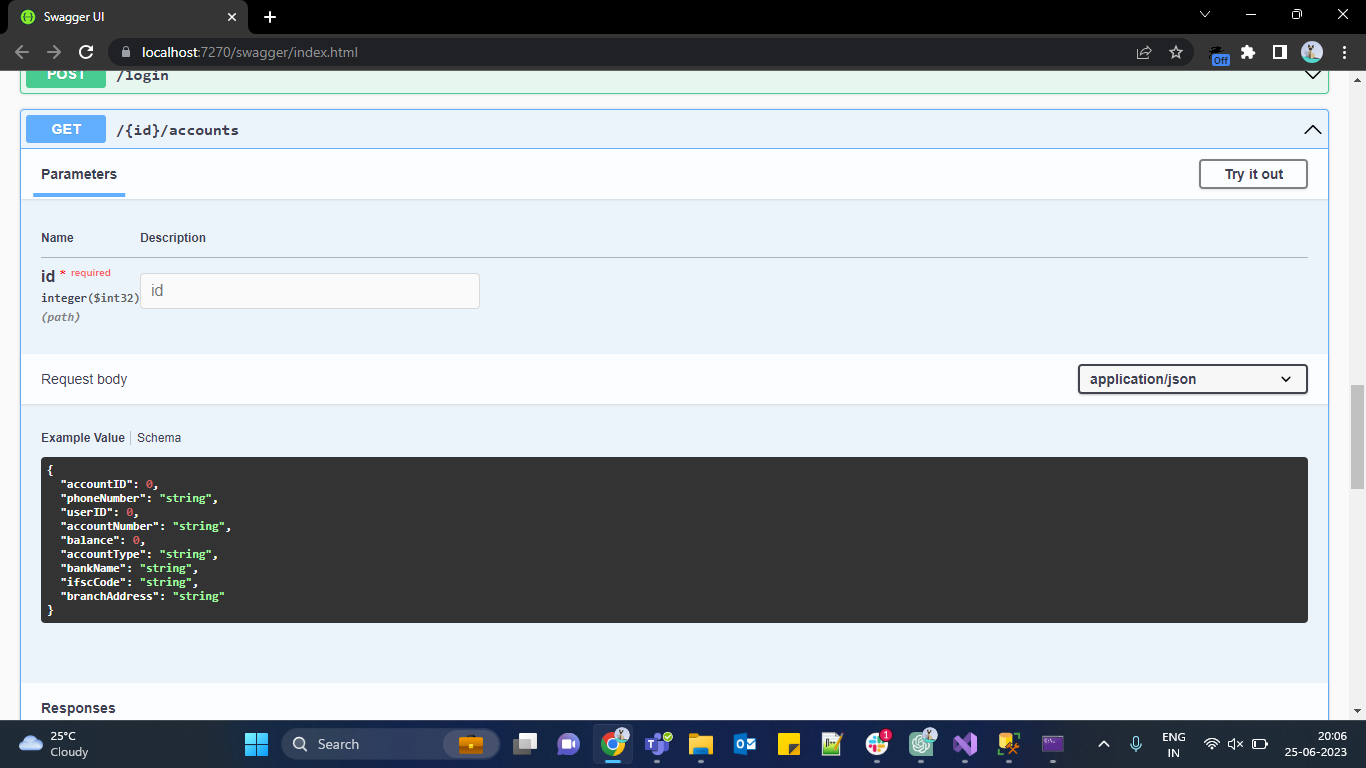 Swagger UI
localhost:7270/swagger/index.html
Off
POST /login
GET /{id}/accounts
Parameters
Try it out
Name Description
id * required
integer($int32)
(path)
id
Request body
application/json
Example Value Schema
{
"accountID": 0,
"phoneNumber": "string",
"userID": 0,
"accountNumber": "string",
"balance": 0,
"accountType": "string",
"bankName": "string",
"ifscCode": "string",
"branchAddress": "string"
}
Responses
25°C
Cloudy
Search
1
ENG
IN
20:06
25-06-2023